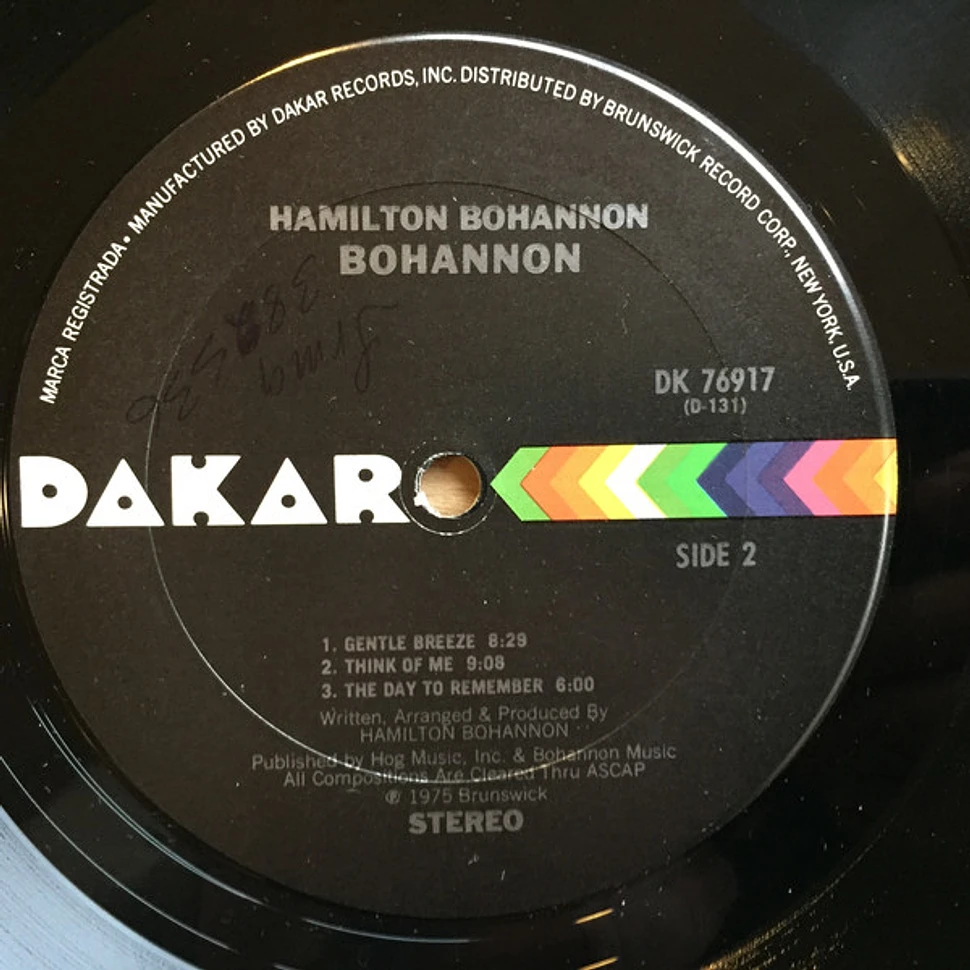 MARCA REGISTRADA • MANUFACTURED BY DAKAR RECORDS, INC. DISTRIBUTED BY BRUNSWICK RECORD CORP., NEW YORK, U.S.A.
HAMILTON BOHANNON
BOHANNON
DK 76917
(D-131)
DAKAR
SIDE 2
1. GENTLE BREEZE 8:29
2. THINK OF ME 9:08
3. THE DAY TO REMEMBER 6:00
Written, Arranged & Produced By
HAMILTON BOHANNON
Published by Hog Music, Inc. & Bohannon Music
All Compositions Are Cleared Thru ASCAP
℗ 1975 Brunswick
STEREO